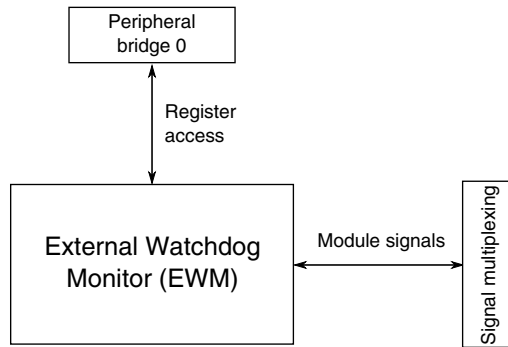 Peripheral
bridge 0
Register
access
External Watchdog
Monitor (EWM)
Module signals
Signal multiplexing